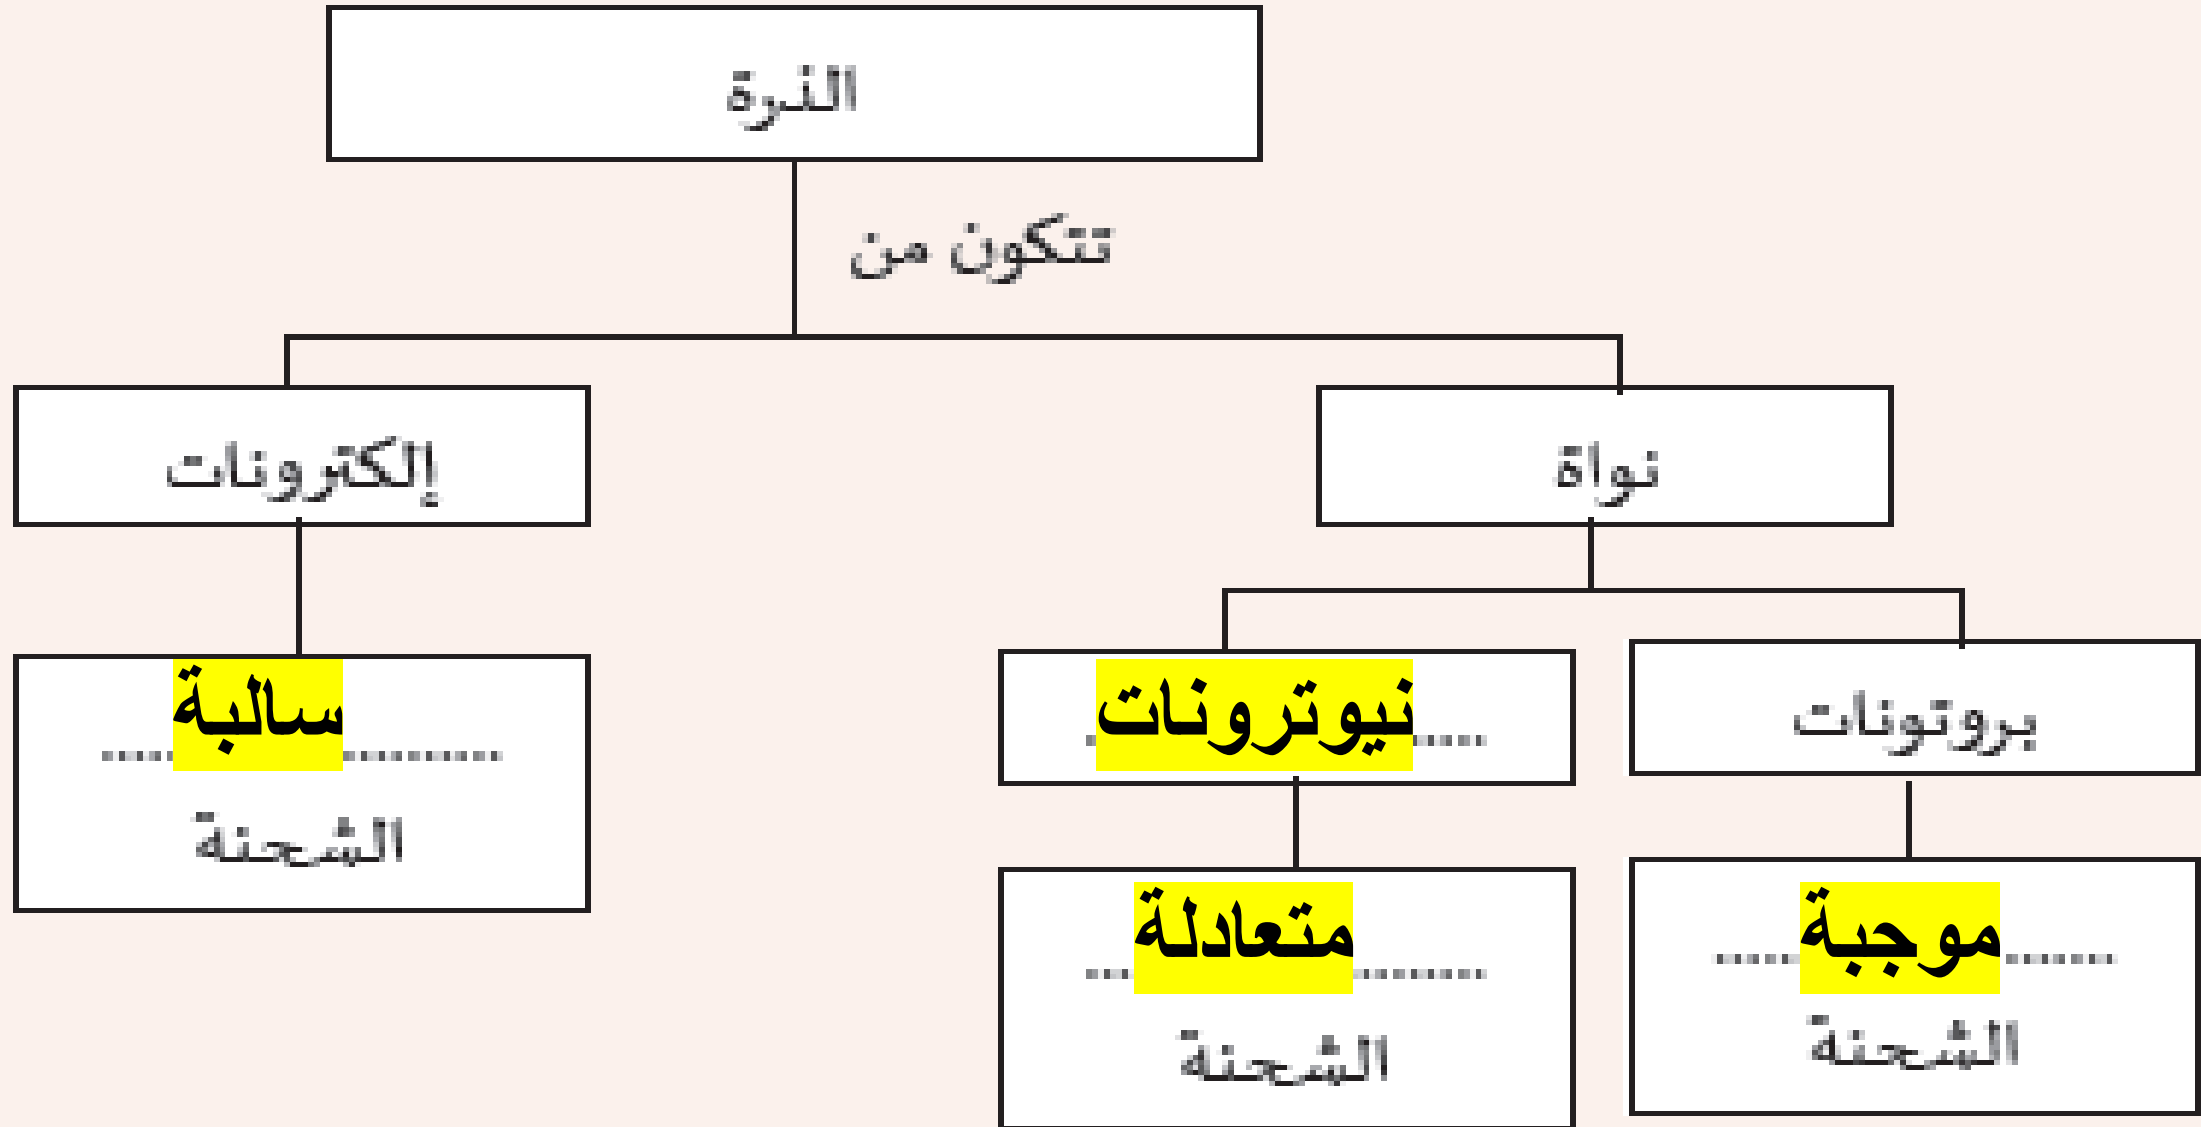 الذرة
تتكون من
نواة
إلكترونات
بروتونات
نيوترونات
سالبة
الشحنة
موجبة
الشحنة
متعادلة
الشحنة